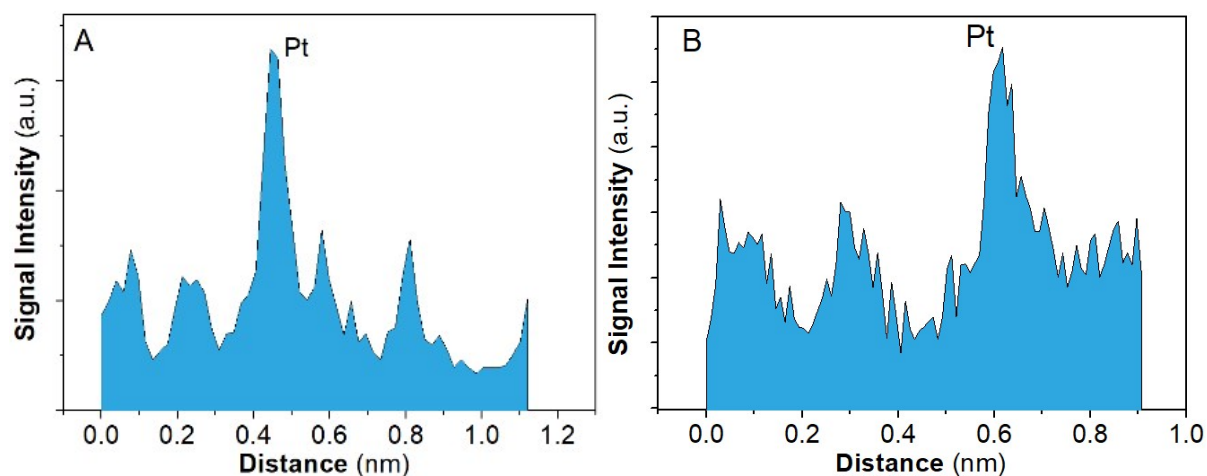 A
Pt
Signal Intensity (a.u.)
0.0 0.2 0.4 0.6 0.8 1.0 1.2
Distance (nm)
B
Pt
Signal Intensity (a.u.)
0.0 0.2 0.4 0.6 0.8 1.0
Distance (nm)